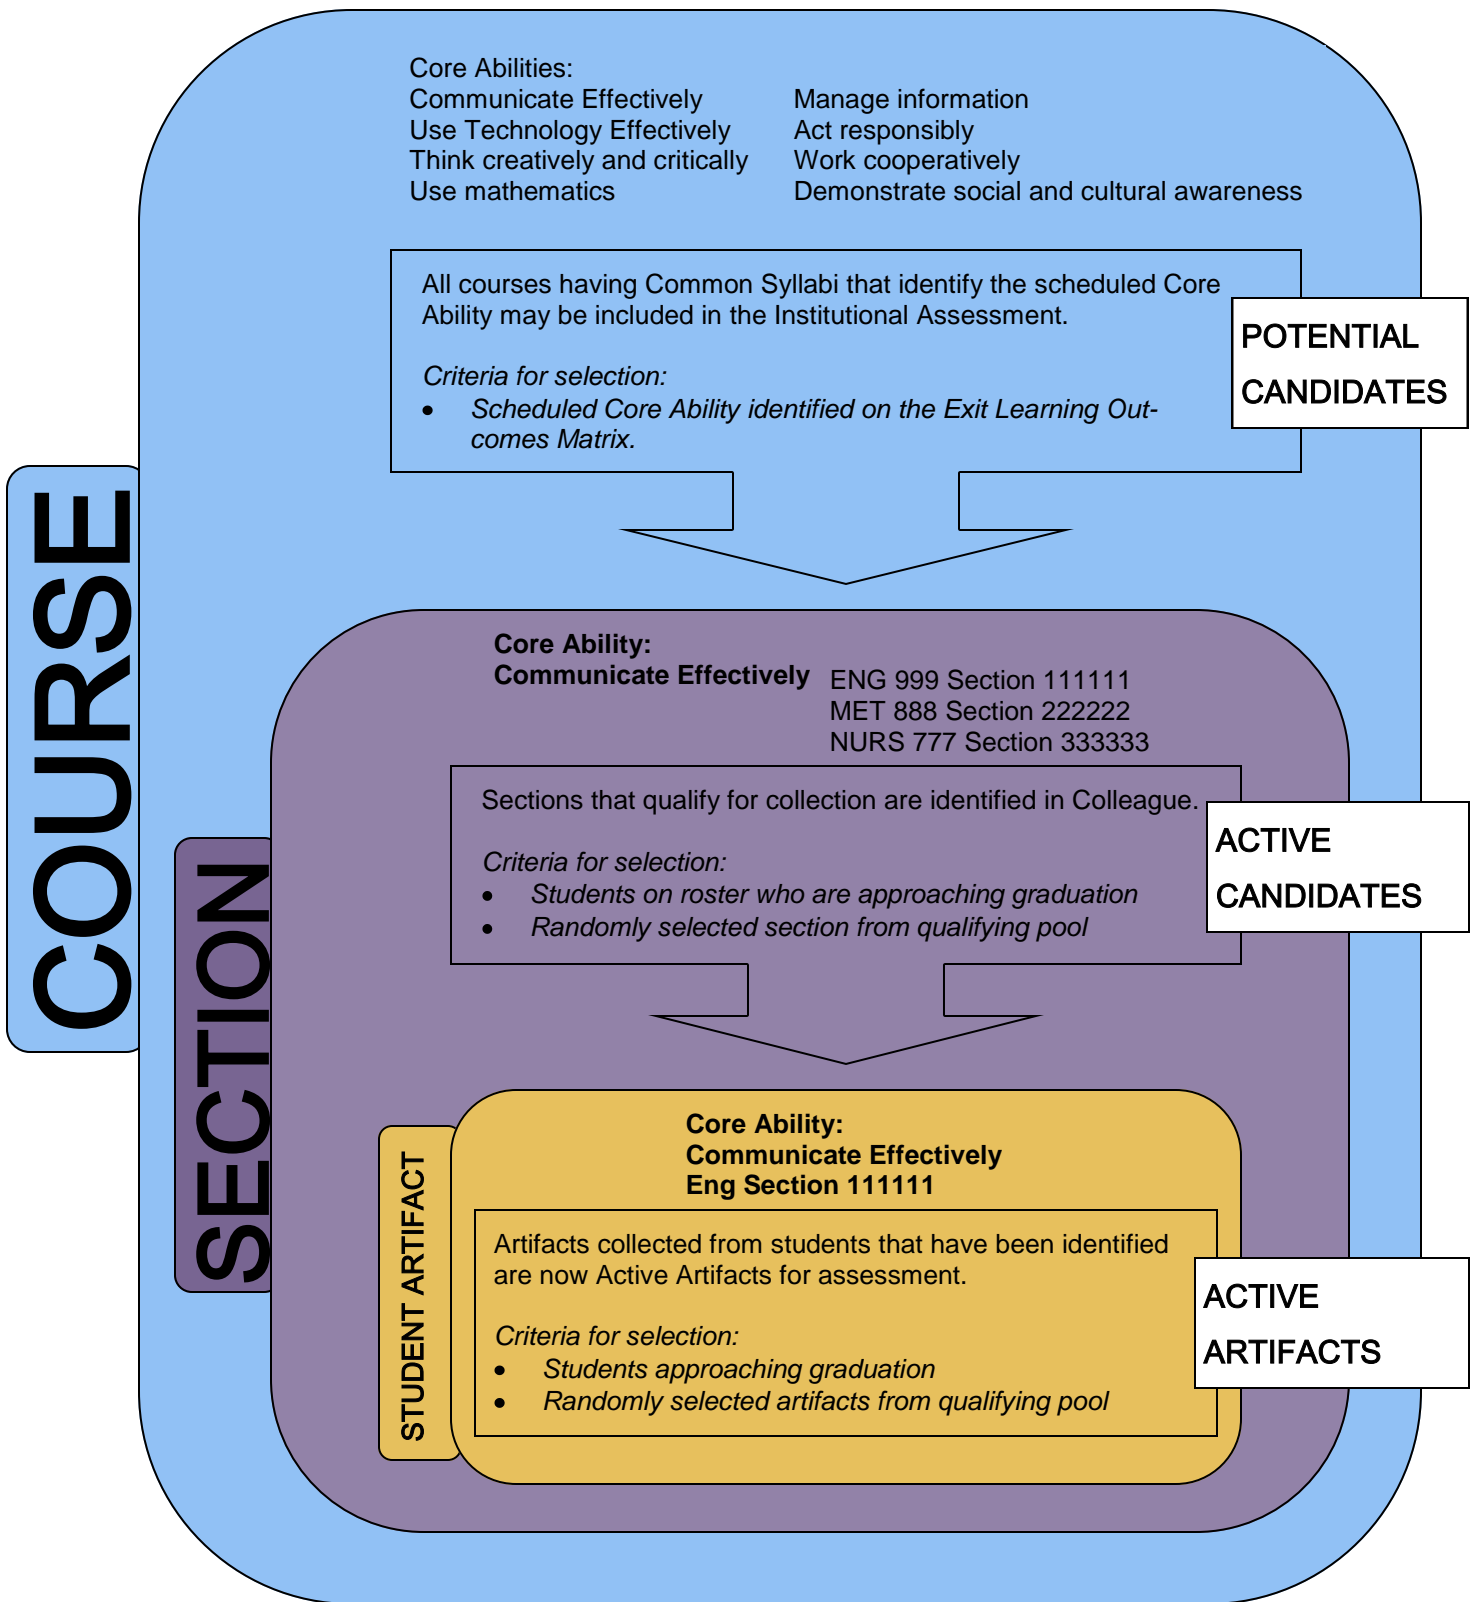 Core Abilities:
Communicate Effectively
Use Technology Effectively
Think creatively and critically
Use mathematics
Manage information
Act responsibly
Work cooperatively
Demonstrate social and cultural awareness
All courses having Common Syllabi that identify the scheduled Core
Ability may be included in the Institutional Assessment.
Criteria for selection:
• Scheduled Core Ability identified on the Exit Learning Out-
comes Matrix.
POTENTIAL
CANDIDATES
COURSE
Core Ability:
Communicate Effectively
ENG 999 Section 111111
MET 888 Section 222222
NURS 777 Section 333333
Sections that qualify for collection are identified in Colleague.
Criteria for selection:
• Students on roster who are approaching graduation
• Randomly selected section from qualifying pool
ACTIVE
CANDIDATES
SECTION
Core Ability:
Communicate Effectively
Eng Section 111111
Artifacts collected from students that have been identified
are now Active Artifacts for assessment.
Criteria for selection:
• Students approaching graduation
• Randomly selected artifacts from qualifying pool
ACTIVE
ARTIFACTS
STUDENT ARTIFACT